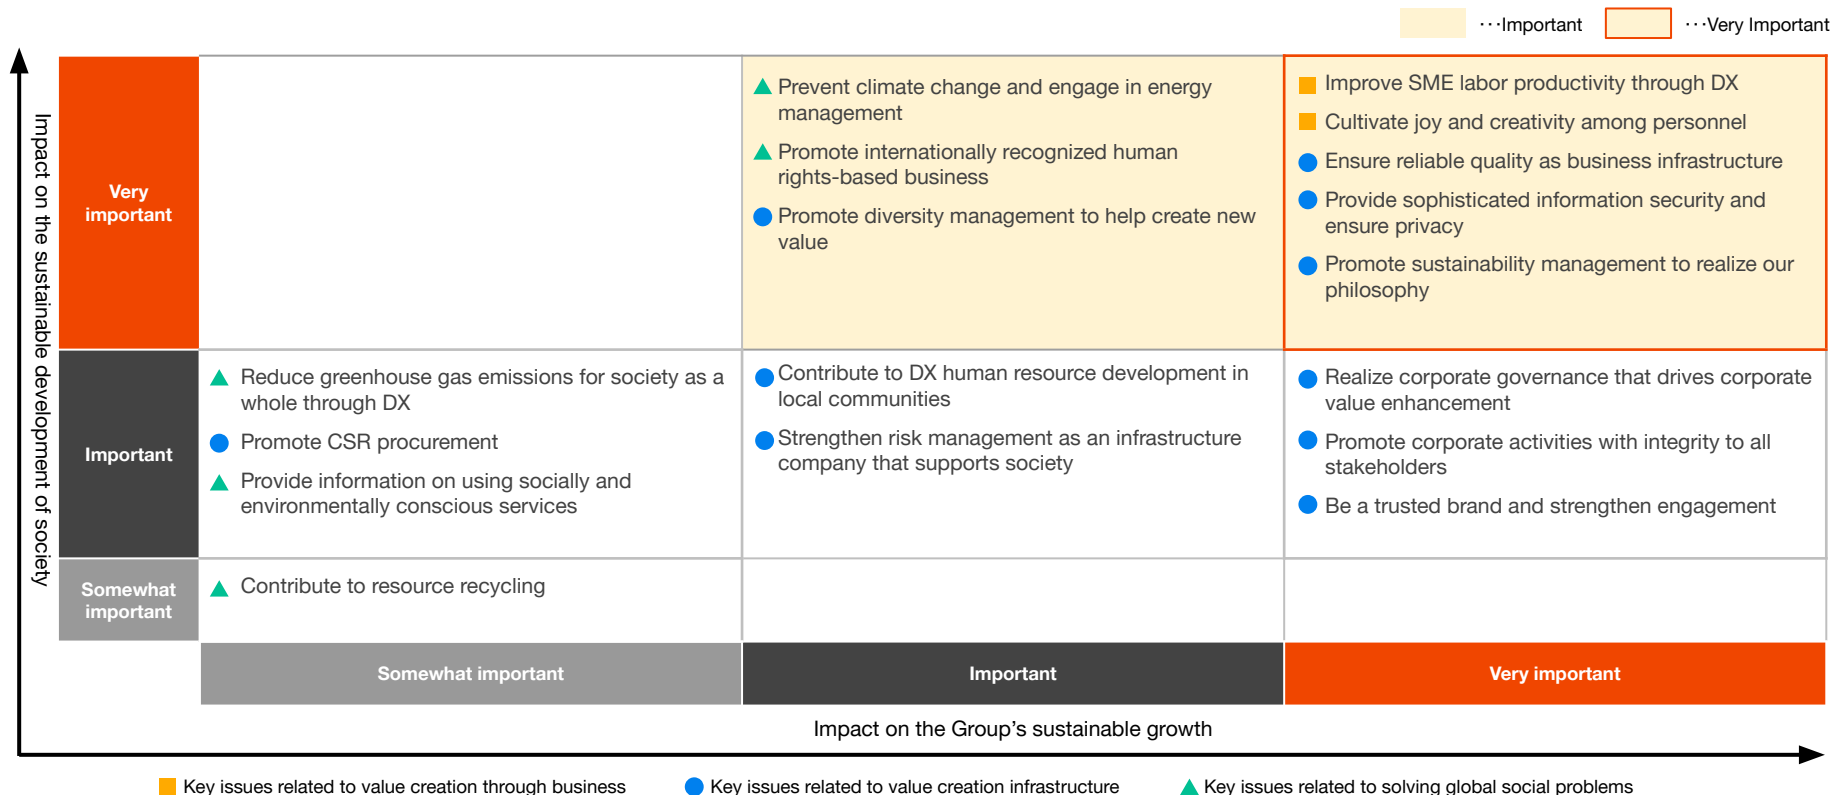 ···Important
···Very Important
Impact on the sustainable development of society
Very
important
Prevent climate change and engage in energy
management
Promote internationally recognized human
rights-based business
Promote diversity management to help create new
value
Improve SME labor productivity through DX
Cultivate joy and creativity among personnel
Ensure reliable quality as business infrastructure
Provide sophisticated information security and
ensure privacy
Promote sustainability management to realize our
philosophy
Important
Reduce greenhouse gas emissions for society as a
whole through DX
Promote CSR procurement
Provide information on using socially and
environmentally conscious services
Contribute to DX human resource development in
local communities
Strengthen risk management as an infrastructure
company that supports society
Realize corporate governance that drives corporate
value enhancement
Promote corporate activities with integrity to all
stakeholders
Be a trusted brand and strengthen engagement
Somewhat
important
Contribute to resource recycling
Somewhat important
Important
Very important
Impact on the Group’s sustainable growth
Key issues related to value creation through business
Key issues related to value creation infrastructure
Key issues related to solving global social problems